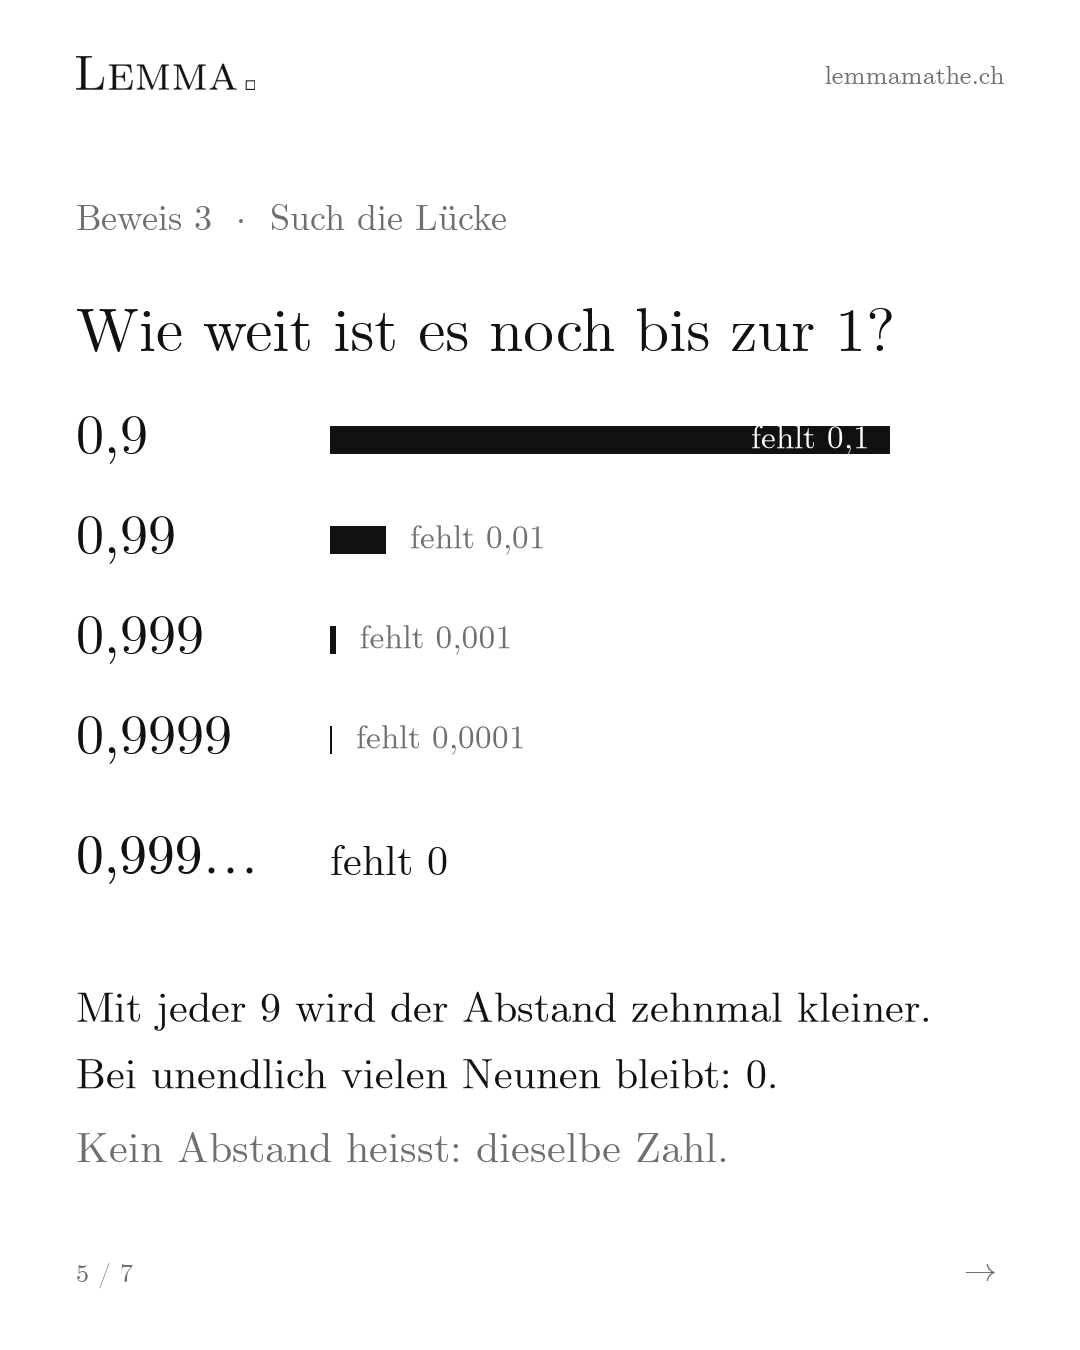 LEMMA
lemmamathe.ch
Beweis 3 · Such die Lücke
Wie weit ist es noch bis zur 1?
0,9 fehlt 0,1
0,99 fehlt 0,01
0,999 fehlt 0,001
0,9999 fehlt 0,0001
0,999… fehlt 0
Mit jeder 9 wird der Abstand zehnmal kleiner.
Bei unendlich vielen Neunen bleibt: 0.
Kein Abstand heisst: dieselbe Zahl.
5 / 7 →